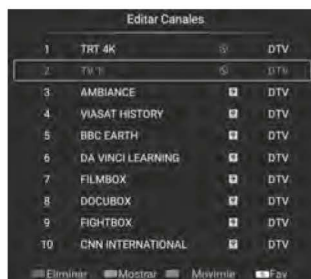 Editar Canales
1 TRT 4K DTV
2 DTV
3 AMBIANCE DTV
4 VIASAT HISTORY DTV
5 BBC EARTH DTV
6 DA VINCI LEARNING DTV
7 FILMBOX DTV
8 DOCUBOX DTV
9 FIGHTBOX DTV
10 CNN INTERNATIONAL DTV
Eliminar Mostrar Fav